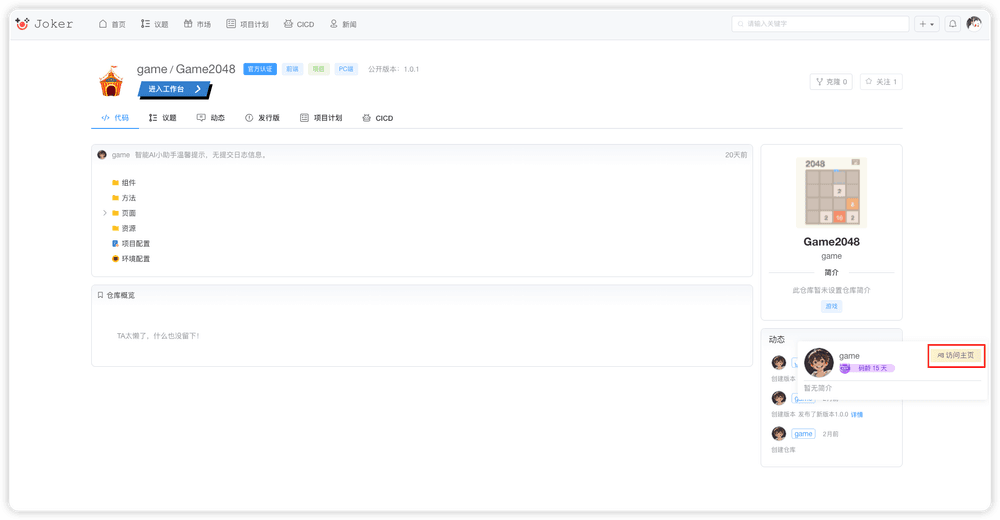 Joker 首页 议题 市场 项目计划 CICD 新闻 请输入关键字
game / Game2048 官方认证 前端 萌新 PC端 公开版本：1.0.1
进入工作台
克隆 0 关注 1
代码 议题 动态 发行版 项目计划 CICD
game 智能AI小助手温馨提示，无提交日志信息。 20天前
组件
方法
页面
资源
项目配置
环境配置
仓库概览
TA太懒了，什么也没留下！
2048
2
4
2 16 2
Game2048
game
简介
此仓库暂未设置仓库简介
游戏
动态
game 访问主页
码龄 15 天
创建版本
暂无简介
game
创建版本 发布了新版本1.0.0 详情
game 2月前
创建仓库